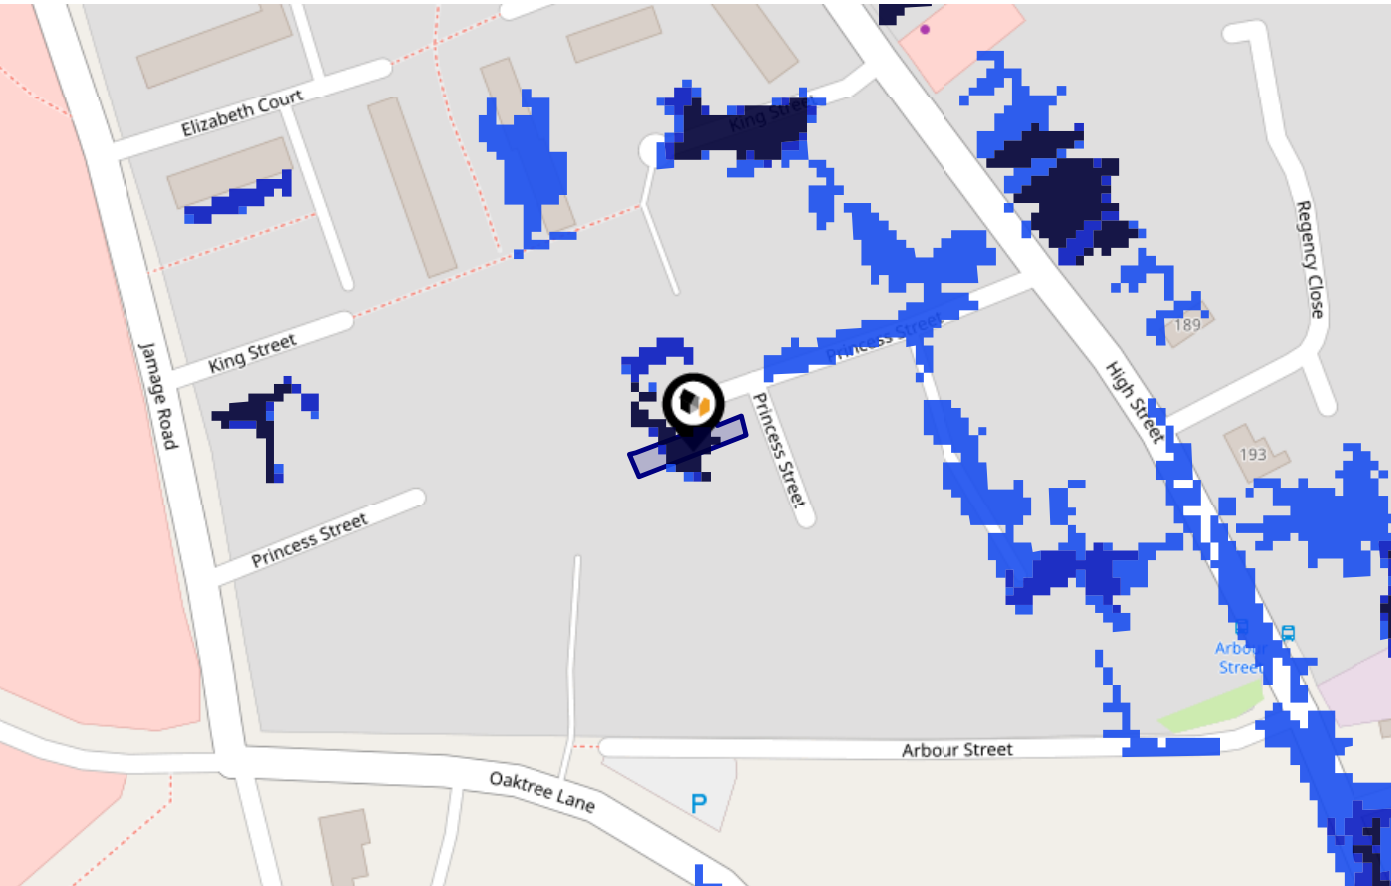 King Street
Elizabeth Court
Regency Close
Princess Street
189
King Street
Jamage Road
High Street
Princess Street
193
Princess Street
Arbour
Street
Arbour Street
Oaktree Lane
P